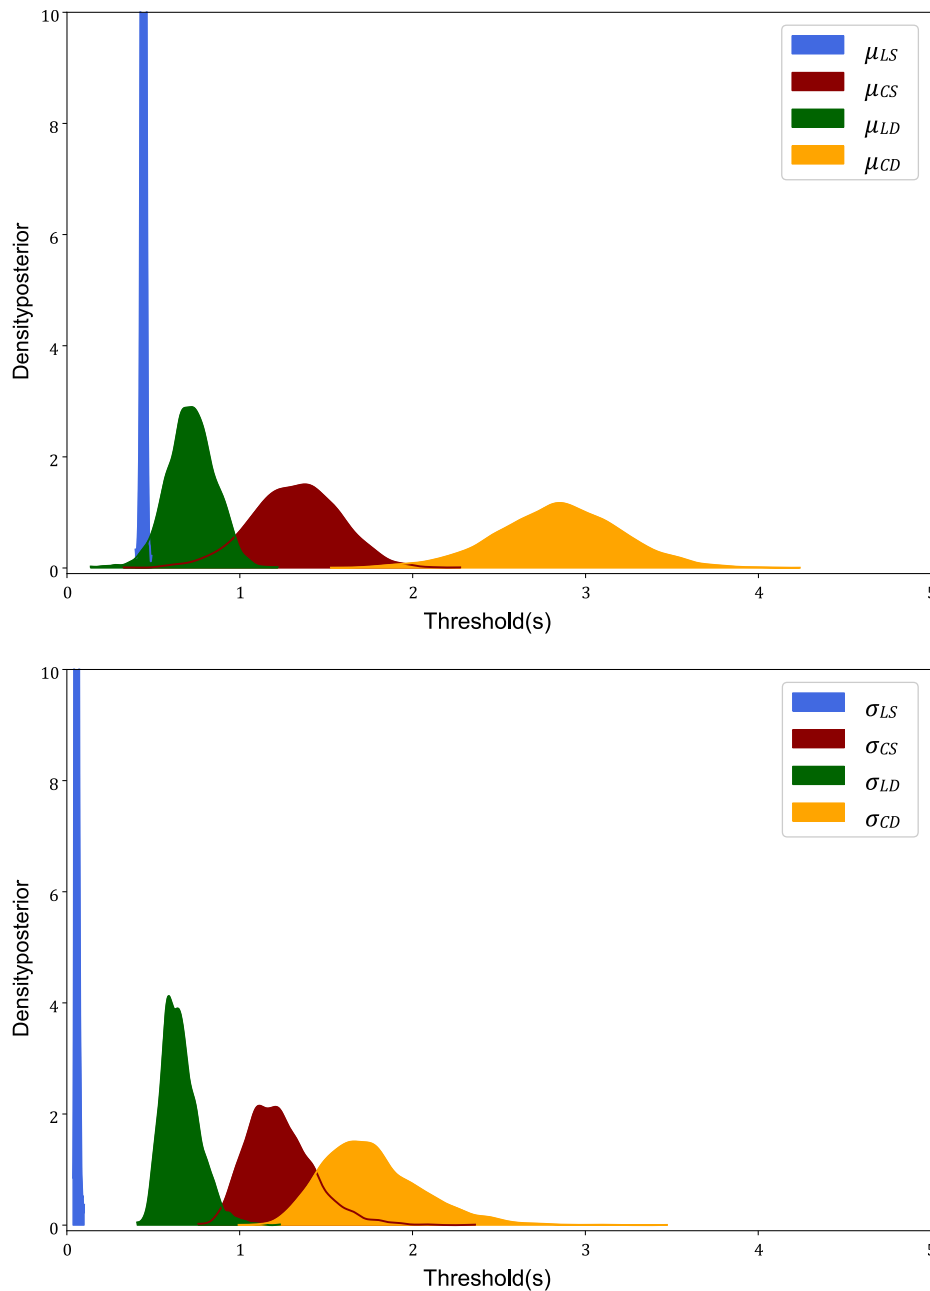 10
8
6
4
2
0
Densityposterior
μLS
μCS
μLD
μCD
0 1 2 3 4 5
Threshold(s)
10
8
6
4
2
0
Densityposterior
σLS
σCS
σLD
σCD
0 1 2 3 4 5
Threshold(s)